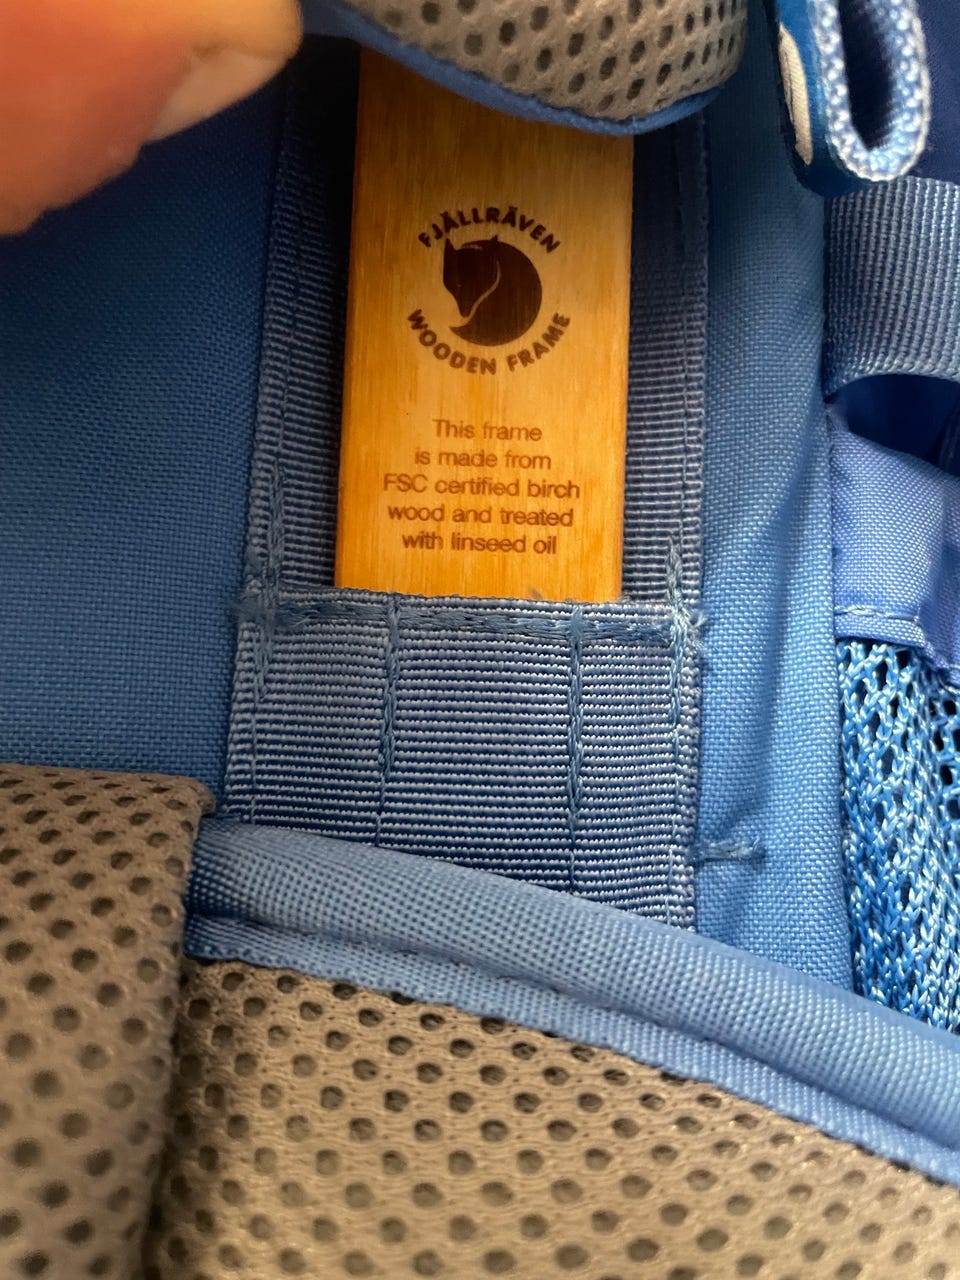 FJÄLLRÄVEN
WOODEN FRAME
This frame
is made from
FSC certified birch
wood and treated
with linseed oil